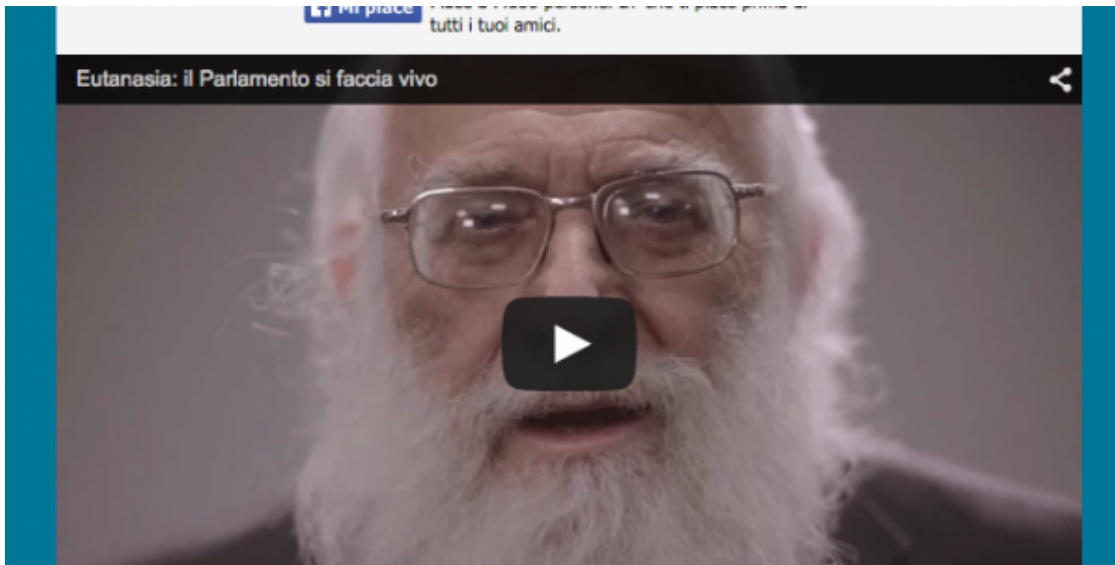 Mi piace
tutti i tuoi amici.
Eutanasia: il Parlamento si faccia vivo